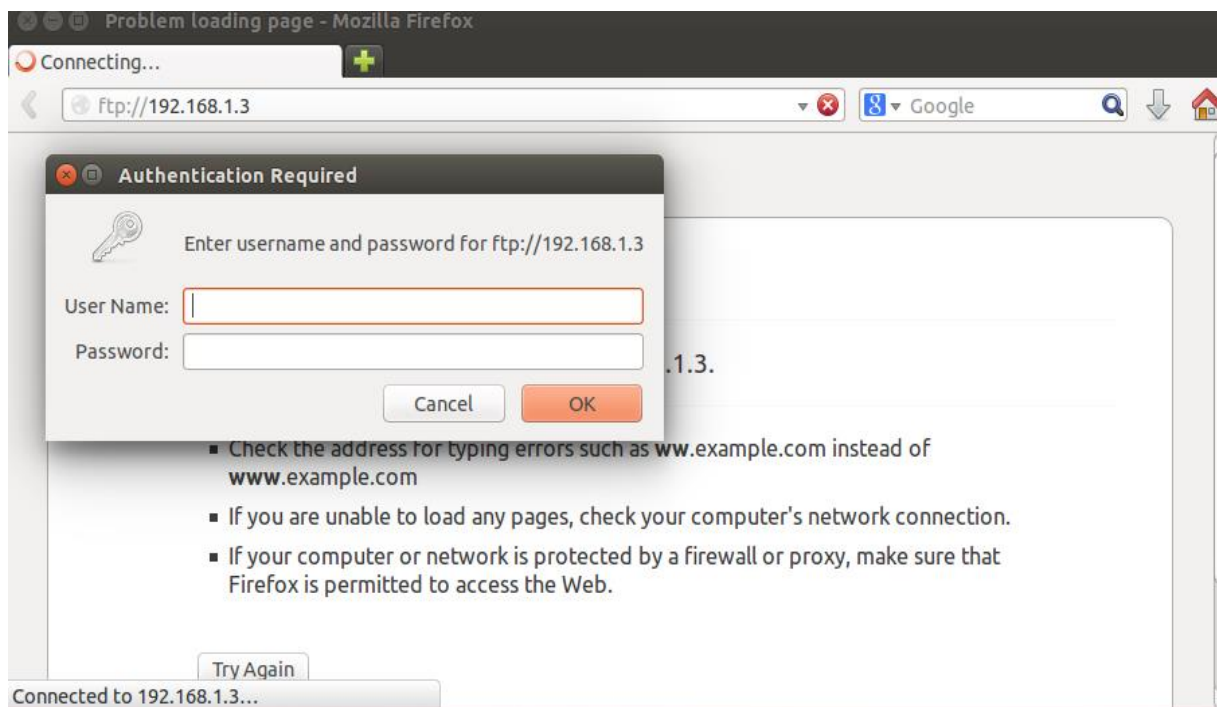 Problem loading page - Mozilla Firefox
Connecting...
ftp://192.168.1.3
Google
Authentication Required
Enter username and password for ftp://192.168.1.3
User Name:
Password:
.1.3.
Cancel
OK
Check the address for typing errors such as ww.example.com instead of
www.example.com
If you are unable to load any pages, check your computer's network connection.
If your computer or network is protected by a firewall or proxy, make sure that
Firefox is permitted to access the Web.
Try Again
Connected to 192.168.1.3...